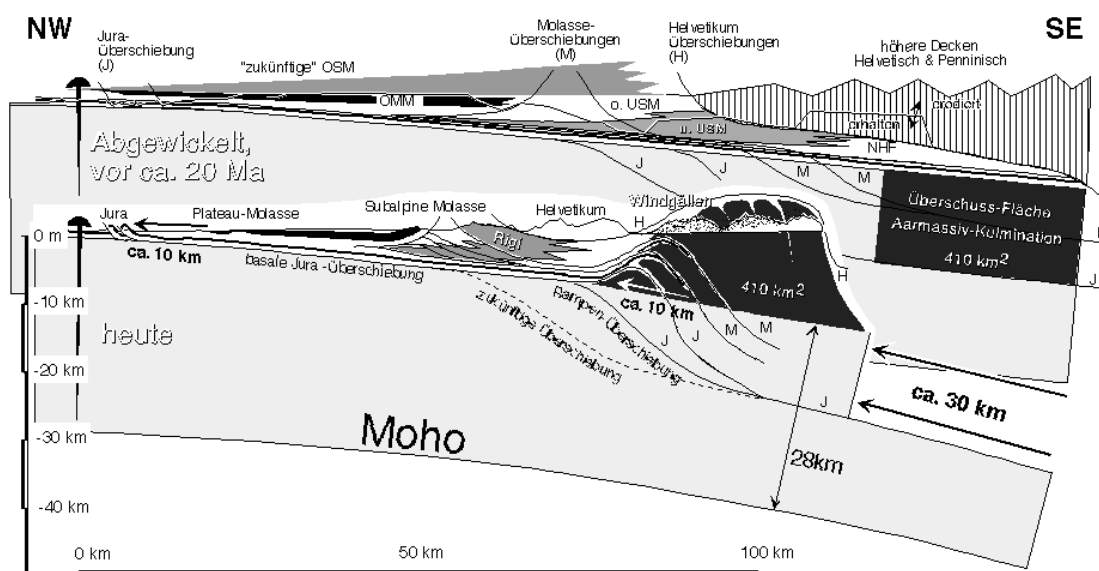 NW
SE
Jura-
Überschiebung
(J)
Molasse-
Überschiebungen
(M)
Helvetikum
Überschiebungen
(H)
höhere Decken
Helvetisch & Penninisch
"zukünftige" OSM
OMM
o. USM
u. USM
erodiert
erhalten
NHF
Abgewickelt,
vor ca. 20 Ma
J
J
M
M
Überschuss-Fläche
Aarmassiv-Kulmination
410 km²
J
Jura
Plateau-Molasse
Subalpine Molasse
Helvetikum
Windgällen
H
Rigi
0 m
ca. 10 km
basale Jura-Überschiebung
H
410 km²
ca. 10 km
-10 km
zukünftige Überschiebung
Rampen-Überschiebung
J
J
M
M
heute
-20 km
ca. 30 km
J
-30 km
Moho
28km
-40 km
0 km
50 km
100 km